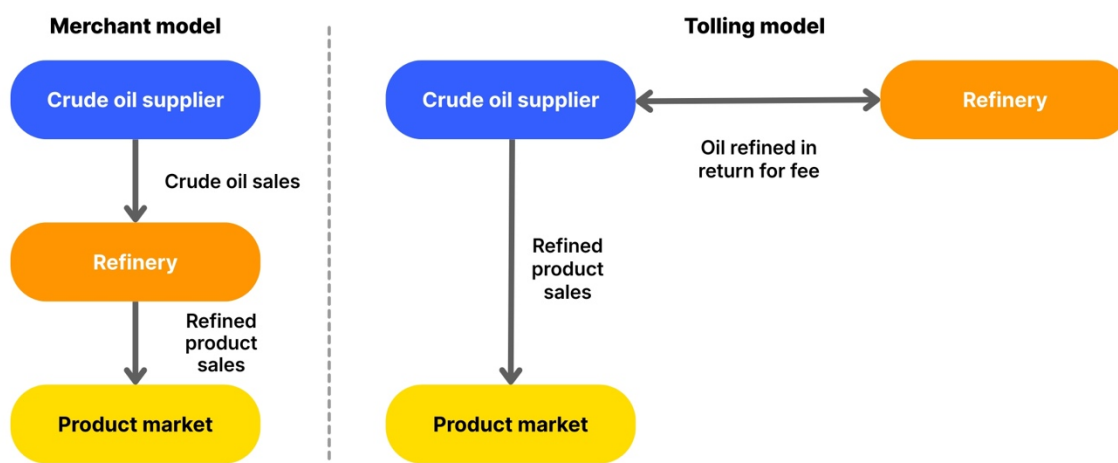 Merchant model
Crude oil supplier
Crude oil sales
Refinery
Refined
product
sales
Product market
Tolling model
Crude oil supplier
Refinery
Oil refined in
return for fee
Refined
product
sales
Product market